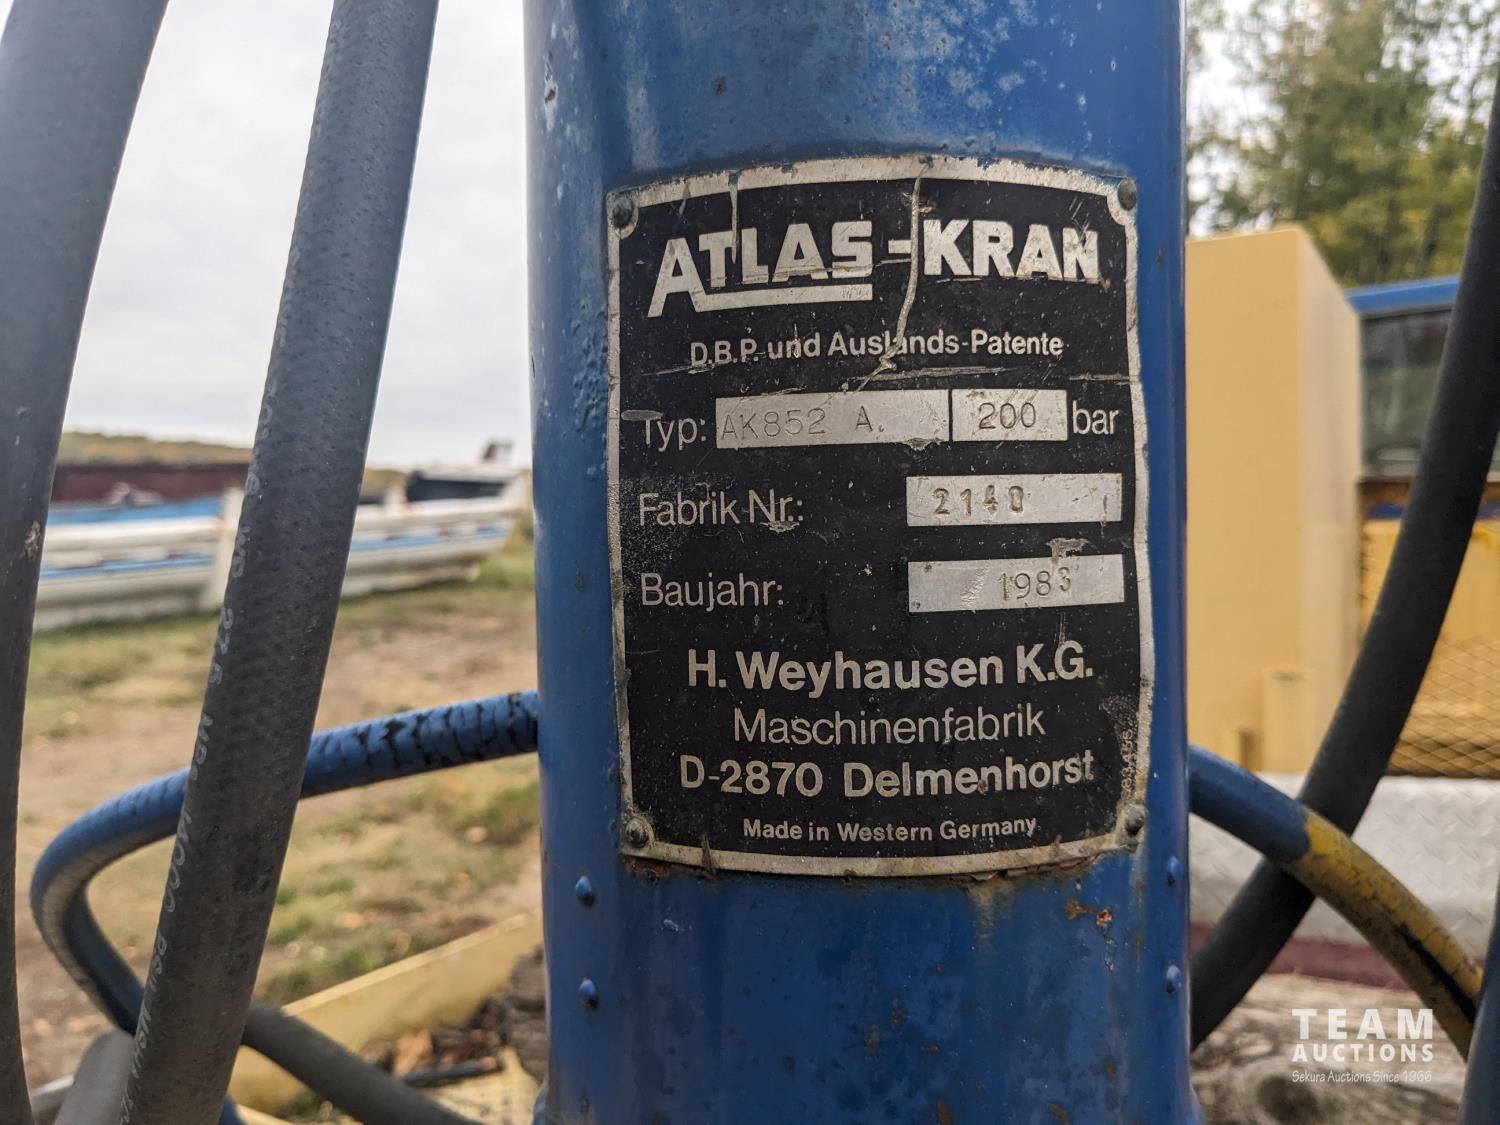 ATLAS-KRAN
D.B.P. und Auslands-Patente
Typ: AK852 A. 200 bar
Fabrik Nr.: 2140
Baujahr: 1983
H. Weyhausen K.G.
Maschinenfabrik
D-2870 Delmenhorst
Made in Western Germany
TEAM
AUCTIONS
Sekura Auctions Since 1966